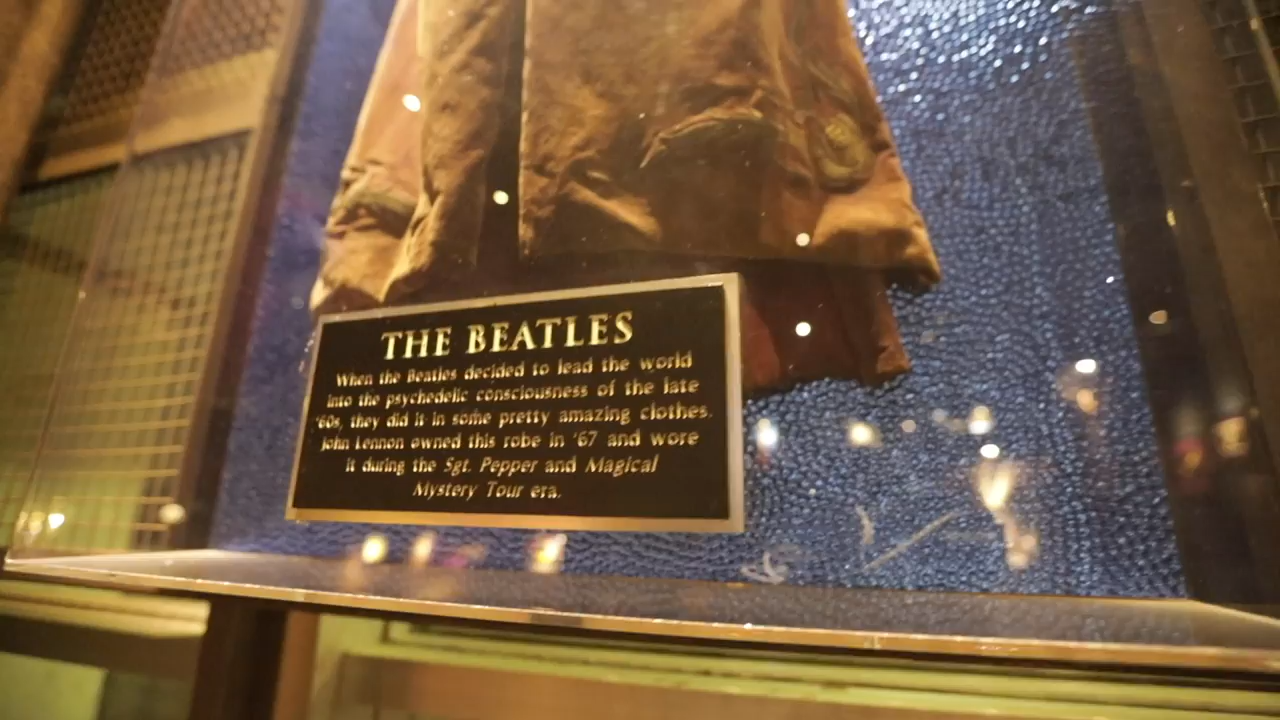 THE BEATLES
When the Beatles decided to lead the world
into the psychedelic consciousness of the late
'60s, they did it in some pretty amazing clothes.
John Lennon owned this robe in '67 and wore
it during the Sgt. Pepper and Magical
Mystery Tour era.